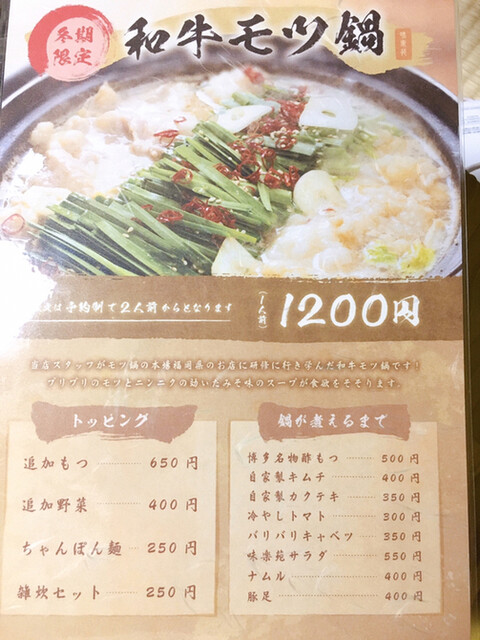 冬期
限定
和牛モツ鍋
は予約制で2人前からとなります
(1人前)
1200円
当店スタッフがモツ鍋の本場福岡県のお店に研修に行き学んだ和牛モツ鍋です!
プリプリのモツとニンニクの効いたみそ味のスープが食欲をそそります。
トッピング
追加もつ 650円
追加野菜 400円
ちゃんぽん麺 250円
雑炊セット 250円
鍋が煮えるまで
博多名物酢もつ 500円
自家製キムチ 400円
自家製カクテキ 350円
冷やしトマト 300円
パリパリキャベツ 350円
味楽苑サラダ 550円
ナムル 400円
豚足 400円